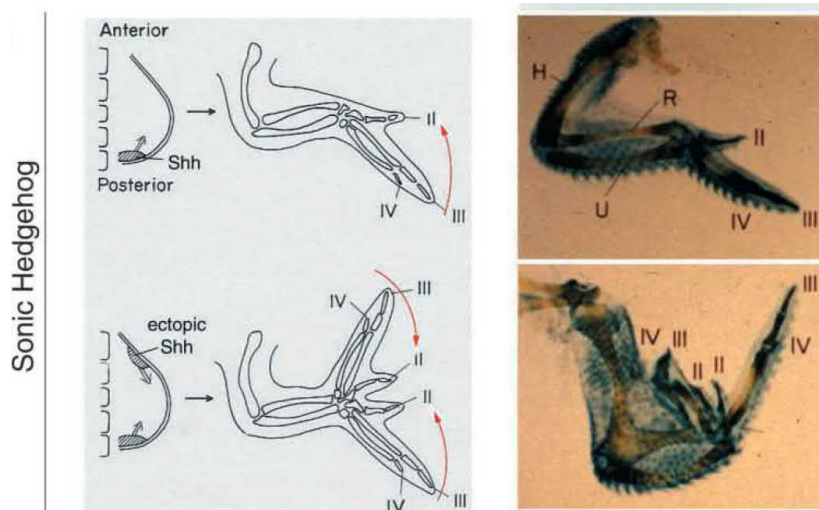 Sonic Hedgehog
Anterior
Shh
Posterior
II
IV
III
ectopic
Shh
IV
III
II
II
IV
III
H
R
II
U
IV
III
III
IV
III
IV
II
II